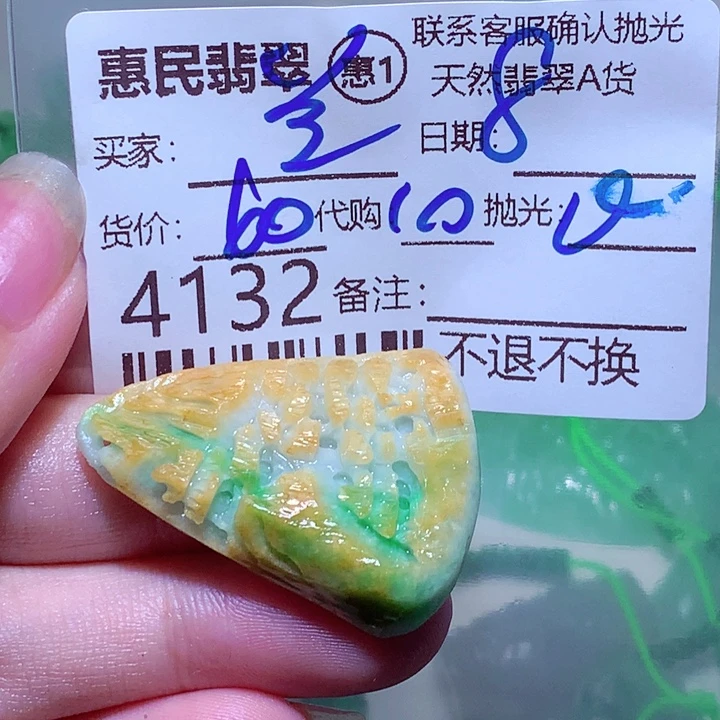 联系客服确认抛光
惠民翡翠 惠1 天然翡翠A货
买家: 日期: 8
货价: 60 代购 10 抛光:
4132 备注:
不退不换